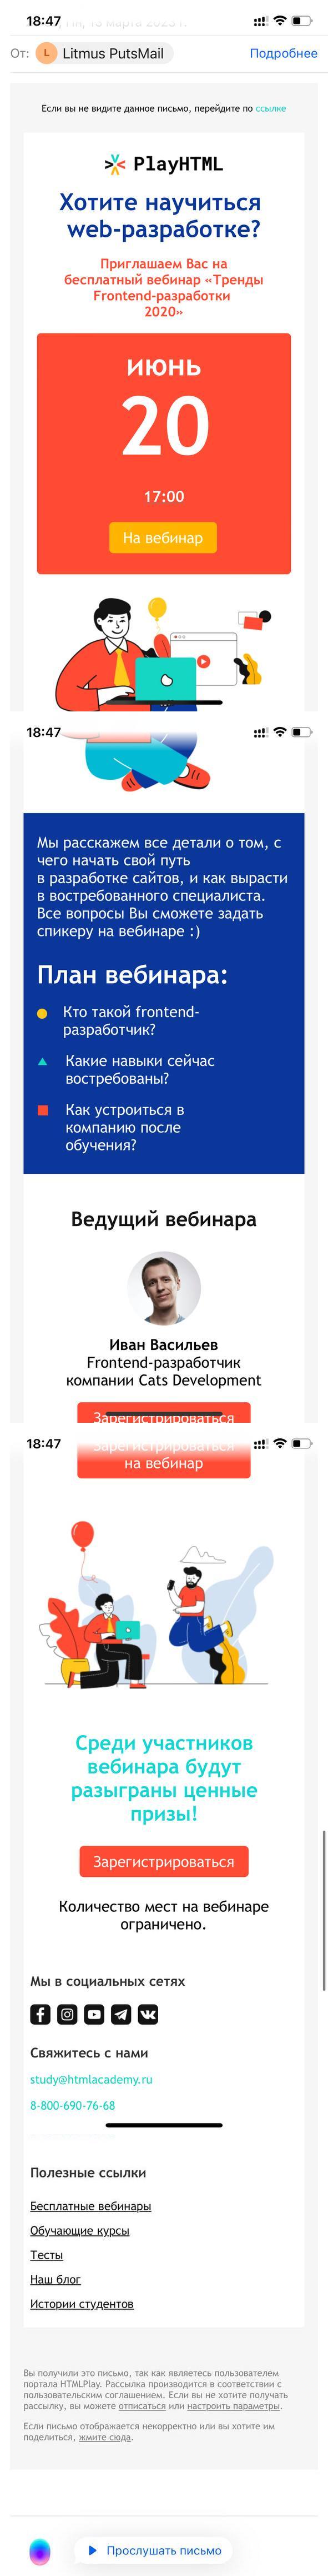 18:47
От: L Litmus PutsMail Подробнее
Если вы не видите данное письмо, перейдите по ссылке
PlayHTML
Хотите научиться
web-разработке?
Приглашаем Вас на
бесплатный вебинар «Тренды
Frontend-разработки
2020»
июнь
20
17:00
На вебинар
18:47
Мы расскажем все детали о том, с
чего начать свой путь
в разработке сайтов, и как вырасти
в востребованного специалиста.
Все вопросы Вы сможете задать
спикеру на вебинаре :)
План вебинара:
Кто такой frontend-
разработчик?
Какие навыки сейчас
востребованы?
Как устроиться в
компанию после
обучения?
Ведущий вебинара
Иван Васильев
Frontend-разработчик
компании Cats Development
Зарегистрироваться
18:47
Зарегистрироваться
на вебинар
Среди участников
вебинара будут
разыграны ценные
призы!
Зарегистрироваться
Количество мест на вебинаре
ограничено.
Мы в социальных сетях
Свяжитесь с нами
study@htmlacademy.ru
8-800-690-76-68
Полезные ссылки
Бесплатные вебинары
Обучающие курсы
Тесты
Наш блог
Истории студентов
Вы получили это письмо, так как являетесь пользователем
портала HTMLPlay. Рассылка производится в соответствии с
пользовательским соглашением. Если вы не хотите получать
рассылку, вы можете отписаться или настроить параметры.
Если письмо отображается некорректно или вы хотите им
поделиться, жмите сюда.
Прослушать письмо